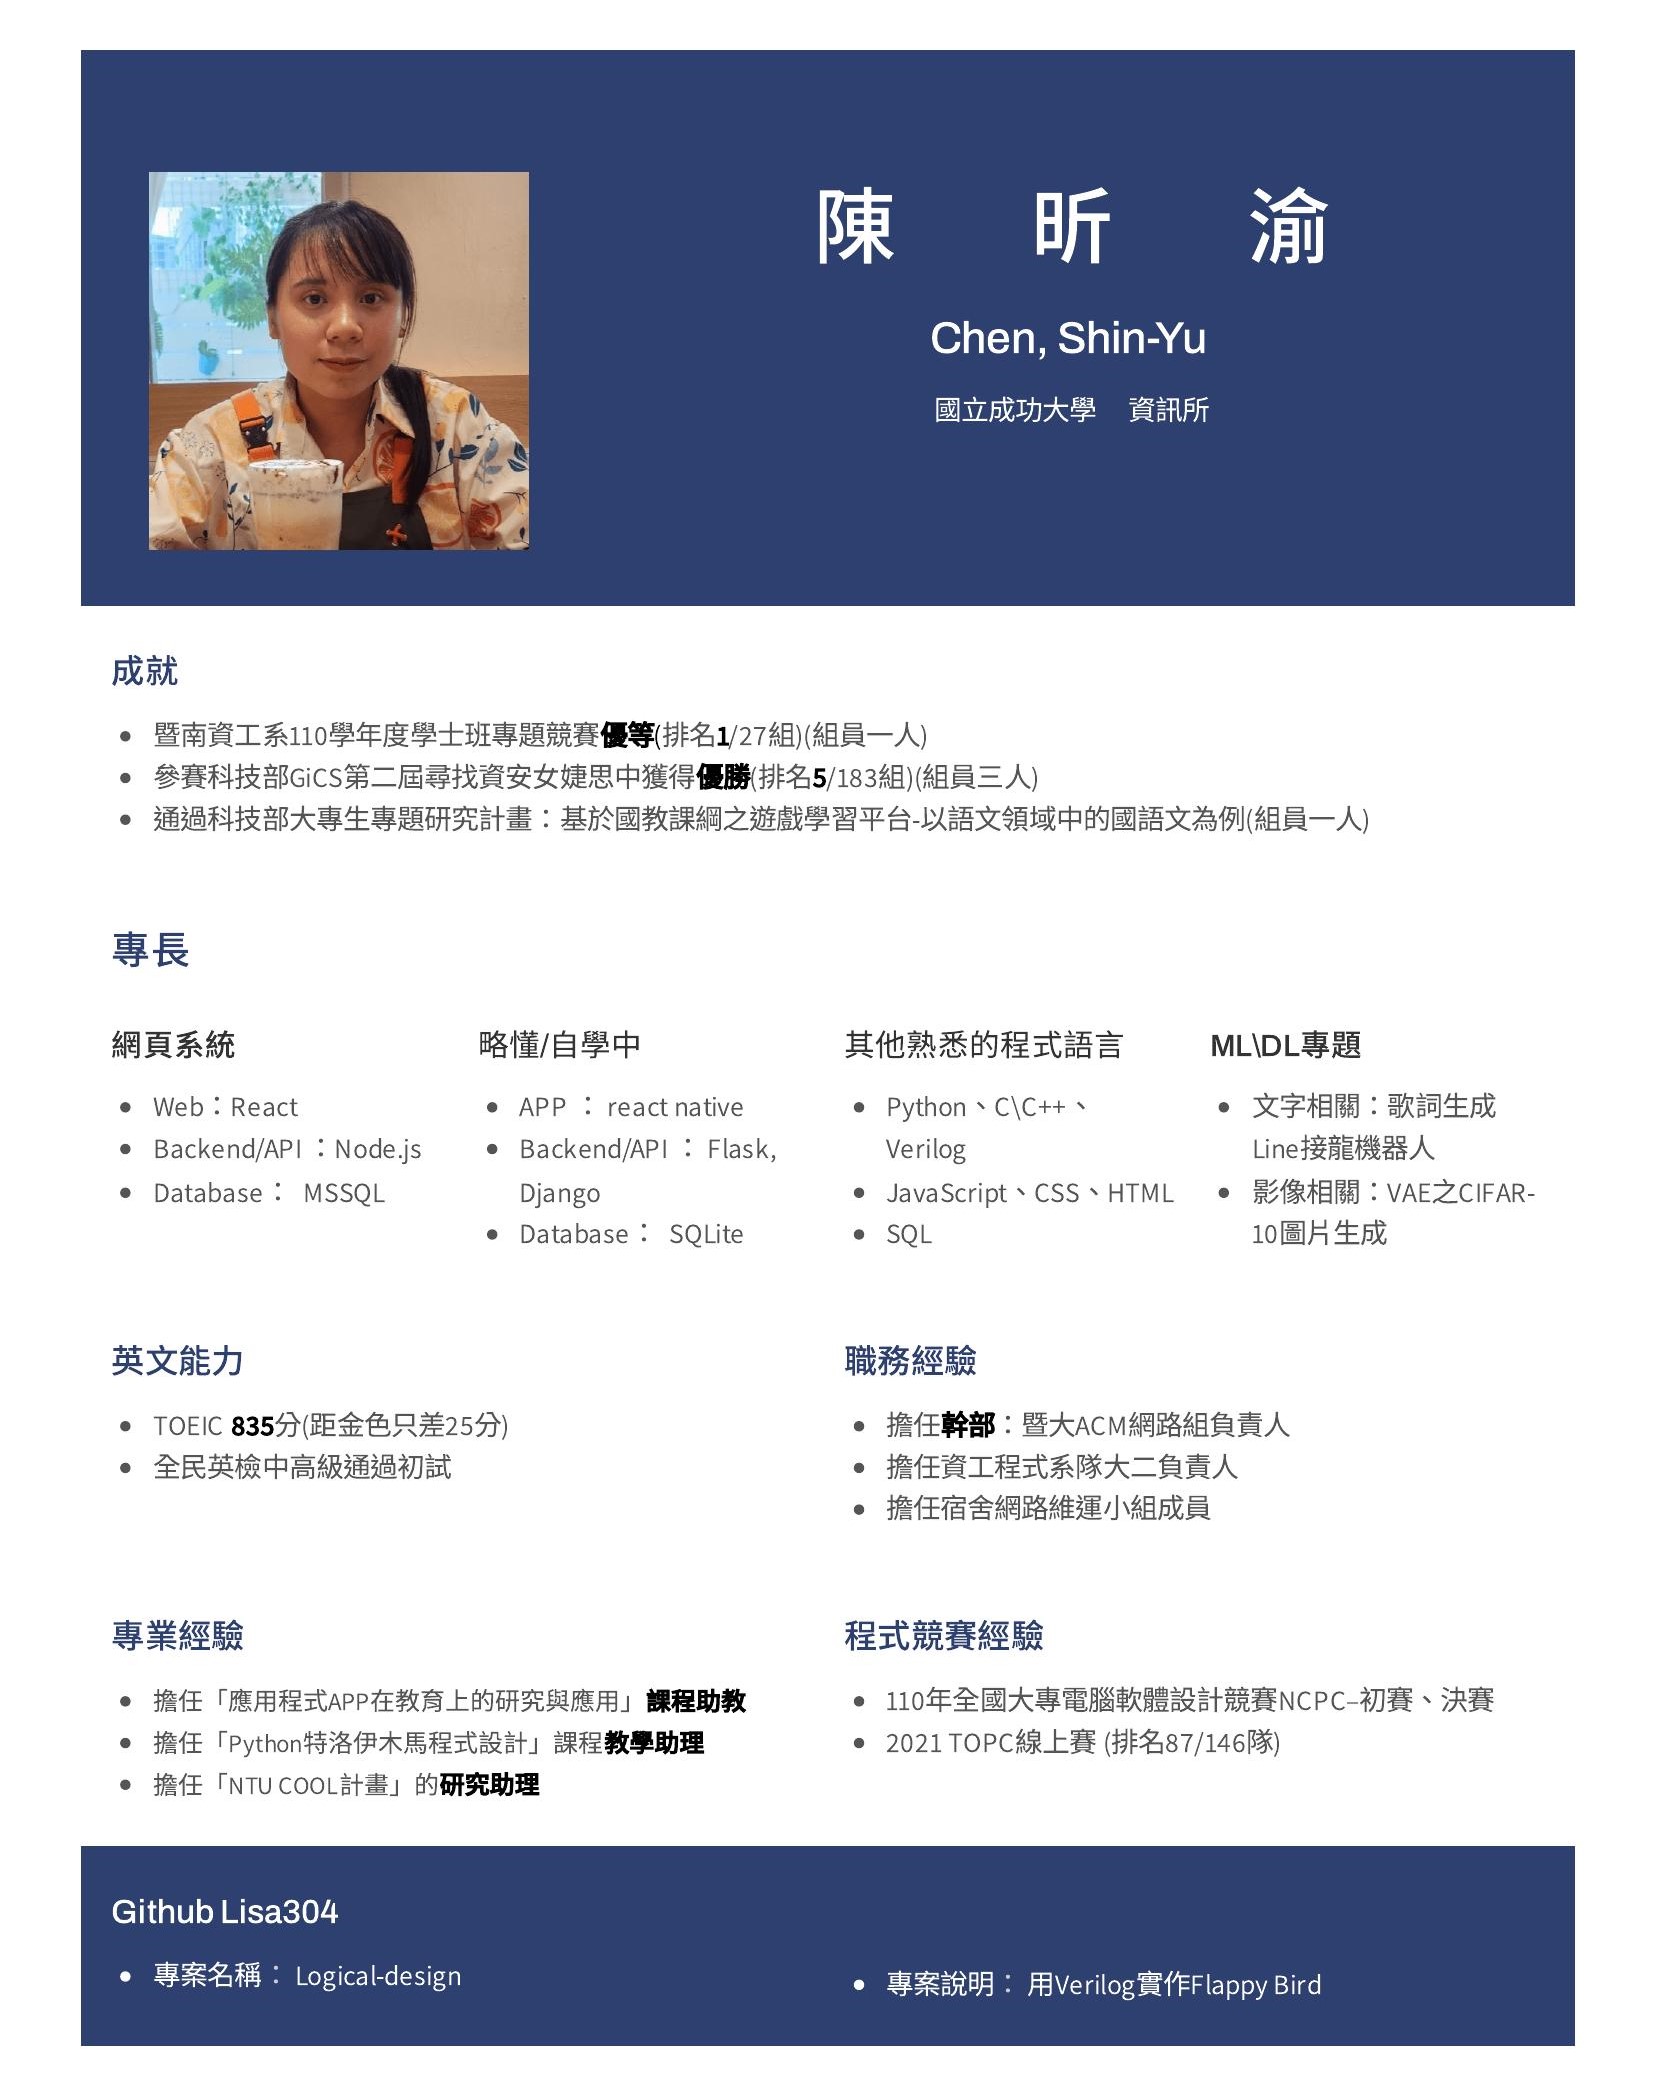 陳 昕 渝
Chen, Shin-Yu
國立成功大學 資訊所
成就
暨南資工系110學年度學士班專題競賽優等(排名1/27組)(組員一人)
參賽科技部GiCS第二屆尋找資安女婕思中獲得優勝(排名5/183組)(組員三人)
通過科技部大專生專題研究計畫：基於國教課綱之遊戲學習平台-以語文領域中的國語文為例(組員一人)
專長
網頁系統
Web：React
Backend/API ：Node.js
Database： MSSQL
略懂/自學中
APP ： react native
Backend/API ： Flask,
Django
Database： SQLite
其他熟悉的程式語言
Python、C\C++、
Verilog
JavaScript、CSS、HTML
SQL
ML\DL專題
文字相關：歌詞生成
Line接龍機器人
影像相關：VAE之CIFAR-
10圖片生成
英文能力
TOEIC 835分(距金色只差25分)
全民英檢中高級通過初試
職務經驗
擔任幹部：暨大ACM網路組負責人
擔任資工程式系隊大二負責人
擔任宿舍網路維運小組成員
專業經驗
擔任「應用程式APP在教育上的研究與應用」課程助教
擔任「Python特洛伊木馬程式設計」課程教學助理
擔任「NTU COOL計畫」的研究助理
程式競賽經驗
110年全國大專電腦軟體設計競賽NCPC–初賽、決賽
2021 TOPC線上賽 (排名87/146隊)
Github Lisa304
專案名稱： Logical-design
專案說明： 用Verilog實作Flappy Bird